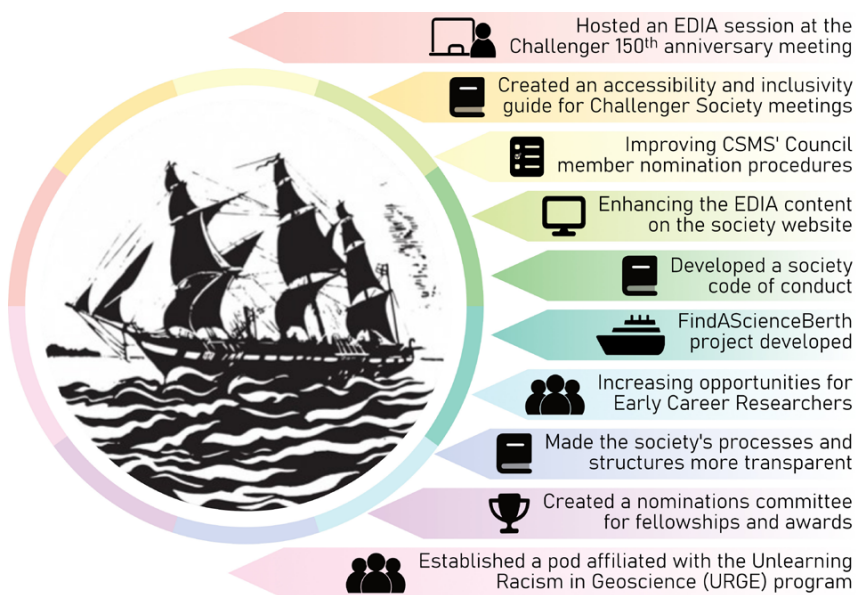 Hosted an EDIA session at the
Challenger 150th anniversary meeting
Created an accessibility and inclusivity
guide for Challenger Society meetings
Improving CSMS' Council
member nomination procedures
Enhancing the EDIA content
on the society website
Developed a society
code of conduct
FindAScienceBerth
project developed
Increasing opportunities for
Early Career Researchers
Made the society's processes and
structures more transparent
Created a nominations committee
for fellowships and awards
Established a pod affiliated with the Unlearning
Racism in Geoscience (URGE) program